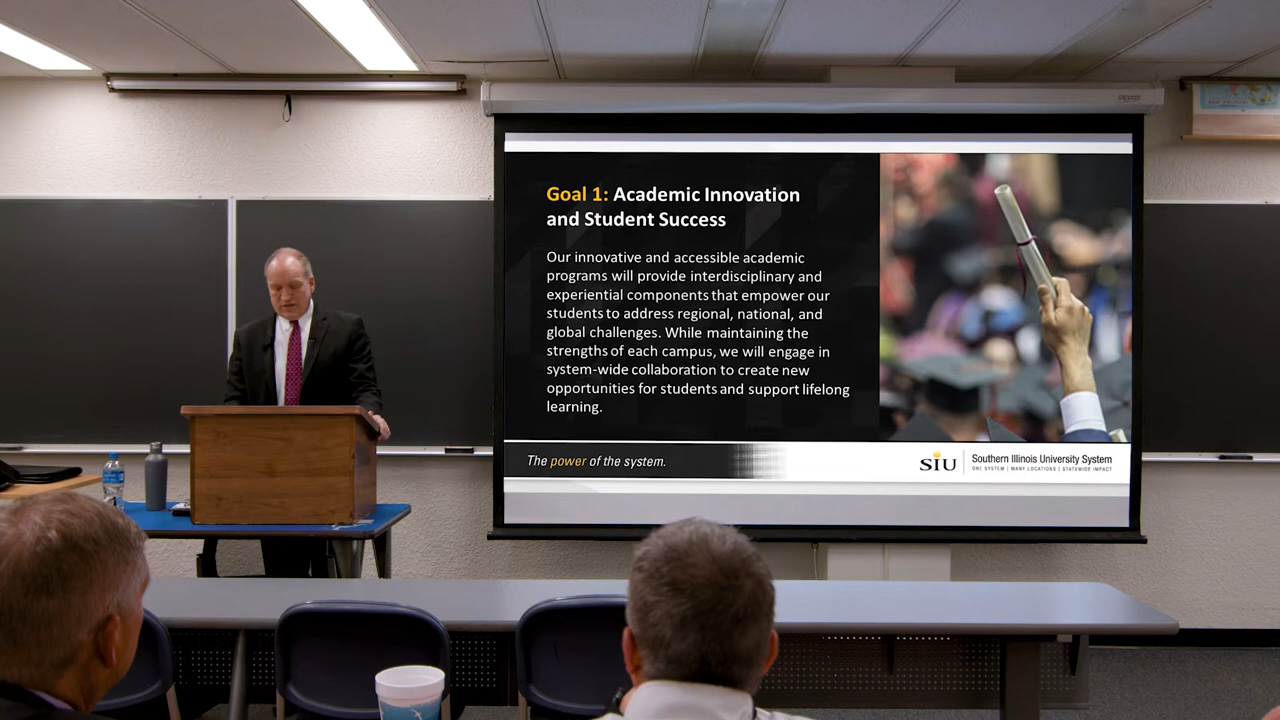 Goal 1: Academic Innovation
and Student Success
Our innovative and accessible academic
programs will provide interdisciplinary and
experiential components that empower our
students to address regional, national, and
global challenges. While maintaining the
strengths of each campus, we will engage in
system-wide collaboration to create new
opportunities for students and support lifelong
learning.
The power of the system.
SIU
Southern Illinois University System
ONE SYSTEM | MANY LOCATIONS | STATEWIDE IMPACT